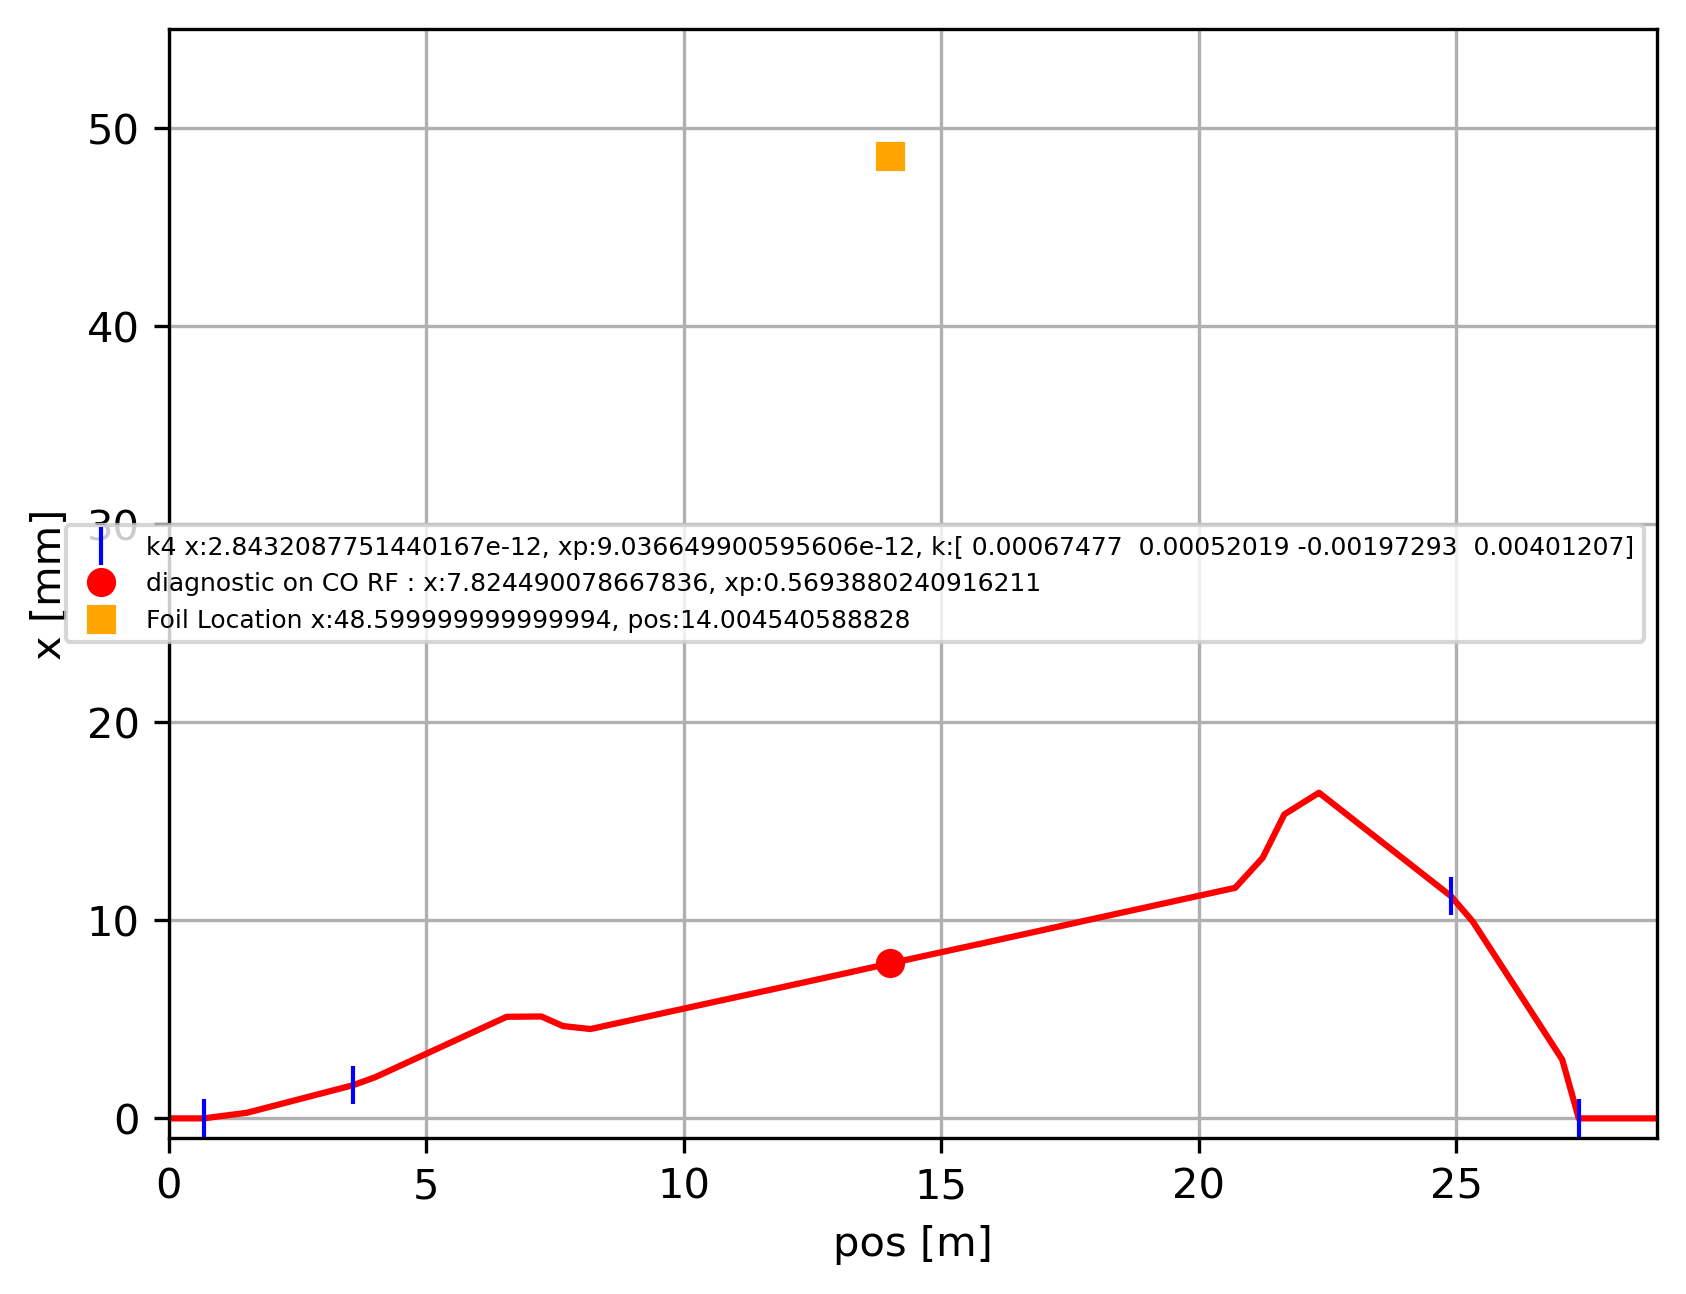 50
40
30
20
10
0
x [mm]
k4 x:2.8432087751440167e-12, xp:9.036649900595606e-12, k:[ 0.00067477  0.00052019 -0.00197293  0.00401207]
diagnostic on CO RF : x:7.824490078667836, xp:0.5693880240916211
Foil Location x:48.599999999999994, pos:14.004540588828
0 5 10 15 20 25
pos [m]